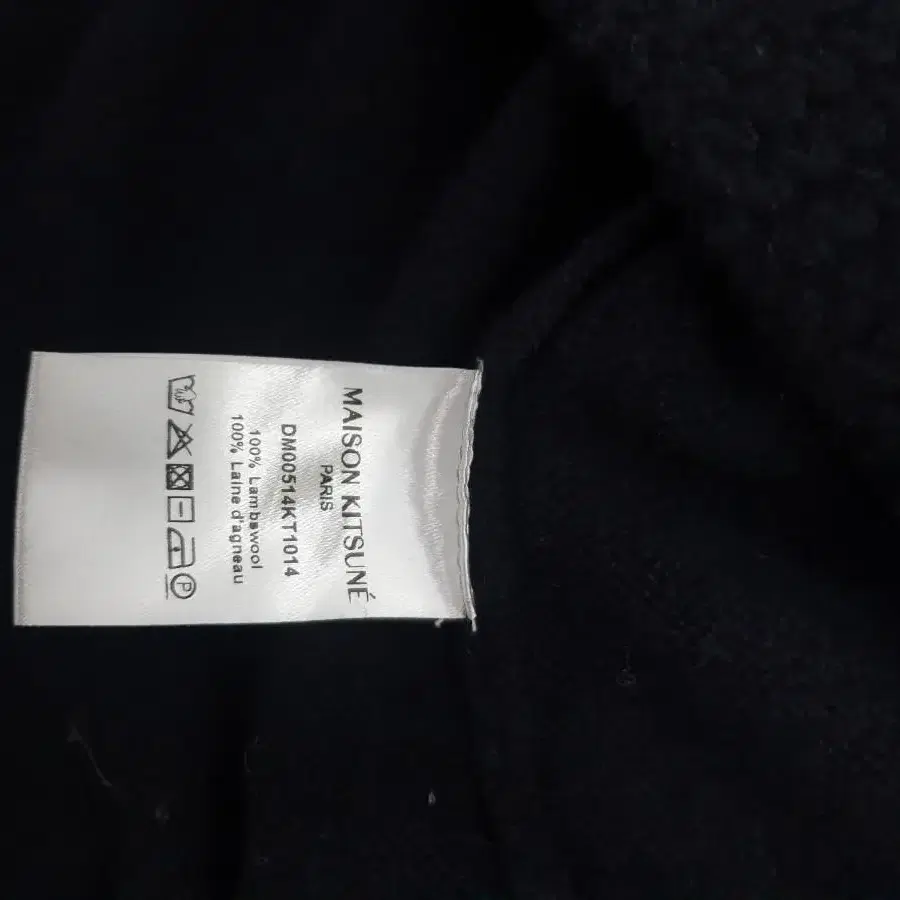 MAISON KITSUNÉ
PARIS
DM00514KT1014
100% Lambswool
100% Laine d'agneau
P